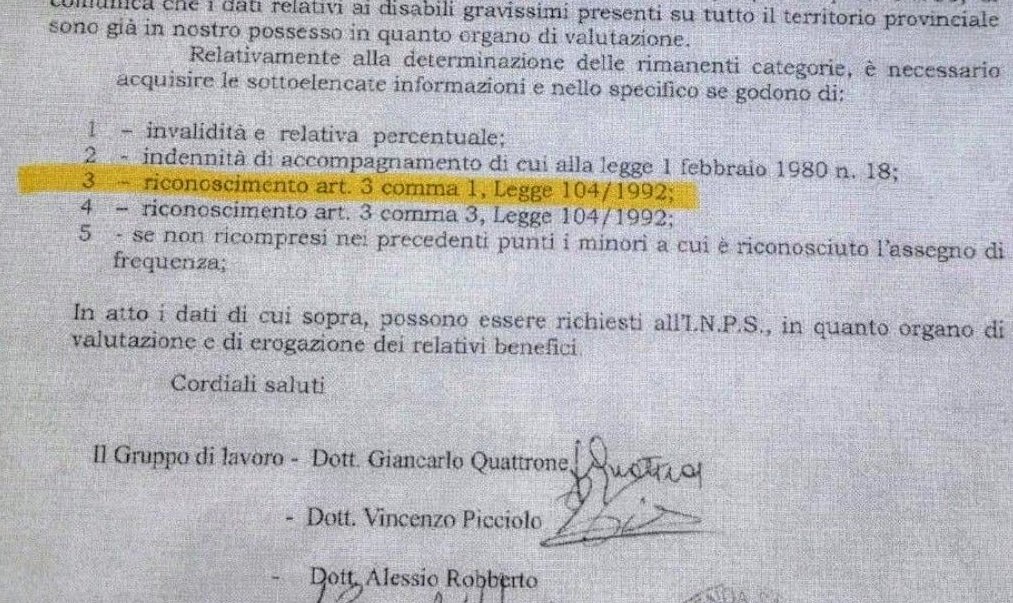 comunica che i dati relativi ai disabili gravissimi presenti su tutto il territorio provinciale
sono già in nostro possesso in quanto organo di valutazione.
Relativamente alla determinazione delle rimanenti categorie, è necessario
acquisire le sottoelencate informazioni e nello specifico se godono di:
1 – invalidità e relativa percentuale;
2 - indennità di accompagnamento di cui alla legge 1 febbraio 1980 n. 18;
3 – riconoscimento art. 3 comma 1, Legge 104/1992;
4 – riconoscimento art. 3 comma 3, Legge 104/1992;
5 - se non ricompresi nei precedenti punti i minori a cui è riconosciuto l'assegno di
frequenza;
In atto i dati di cui sopra, possono essere richiesti all'I.N.P.S., in quanto organo di
valutazione e di erogazione dei relativi benefici
Cordiali saluti
Il Gruppo di lavoro - Dott. Giancarlo Quattrone
- Dott. Vincenzo Picciolo
- Dott. Alessio Robberto